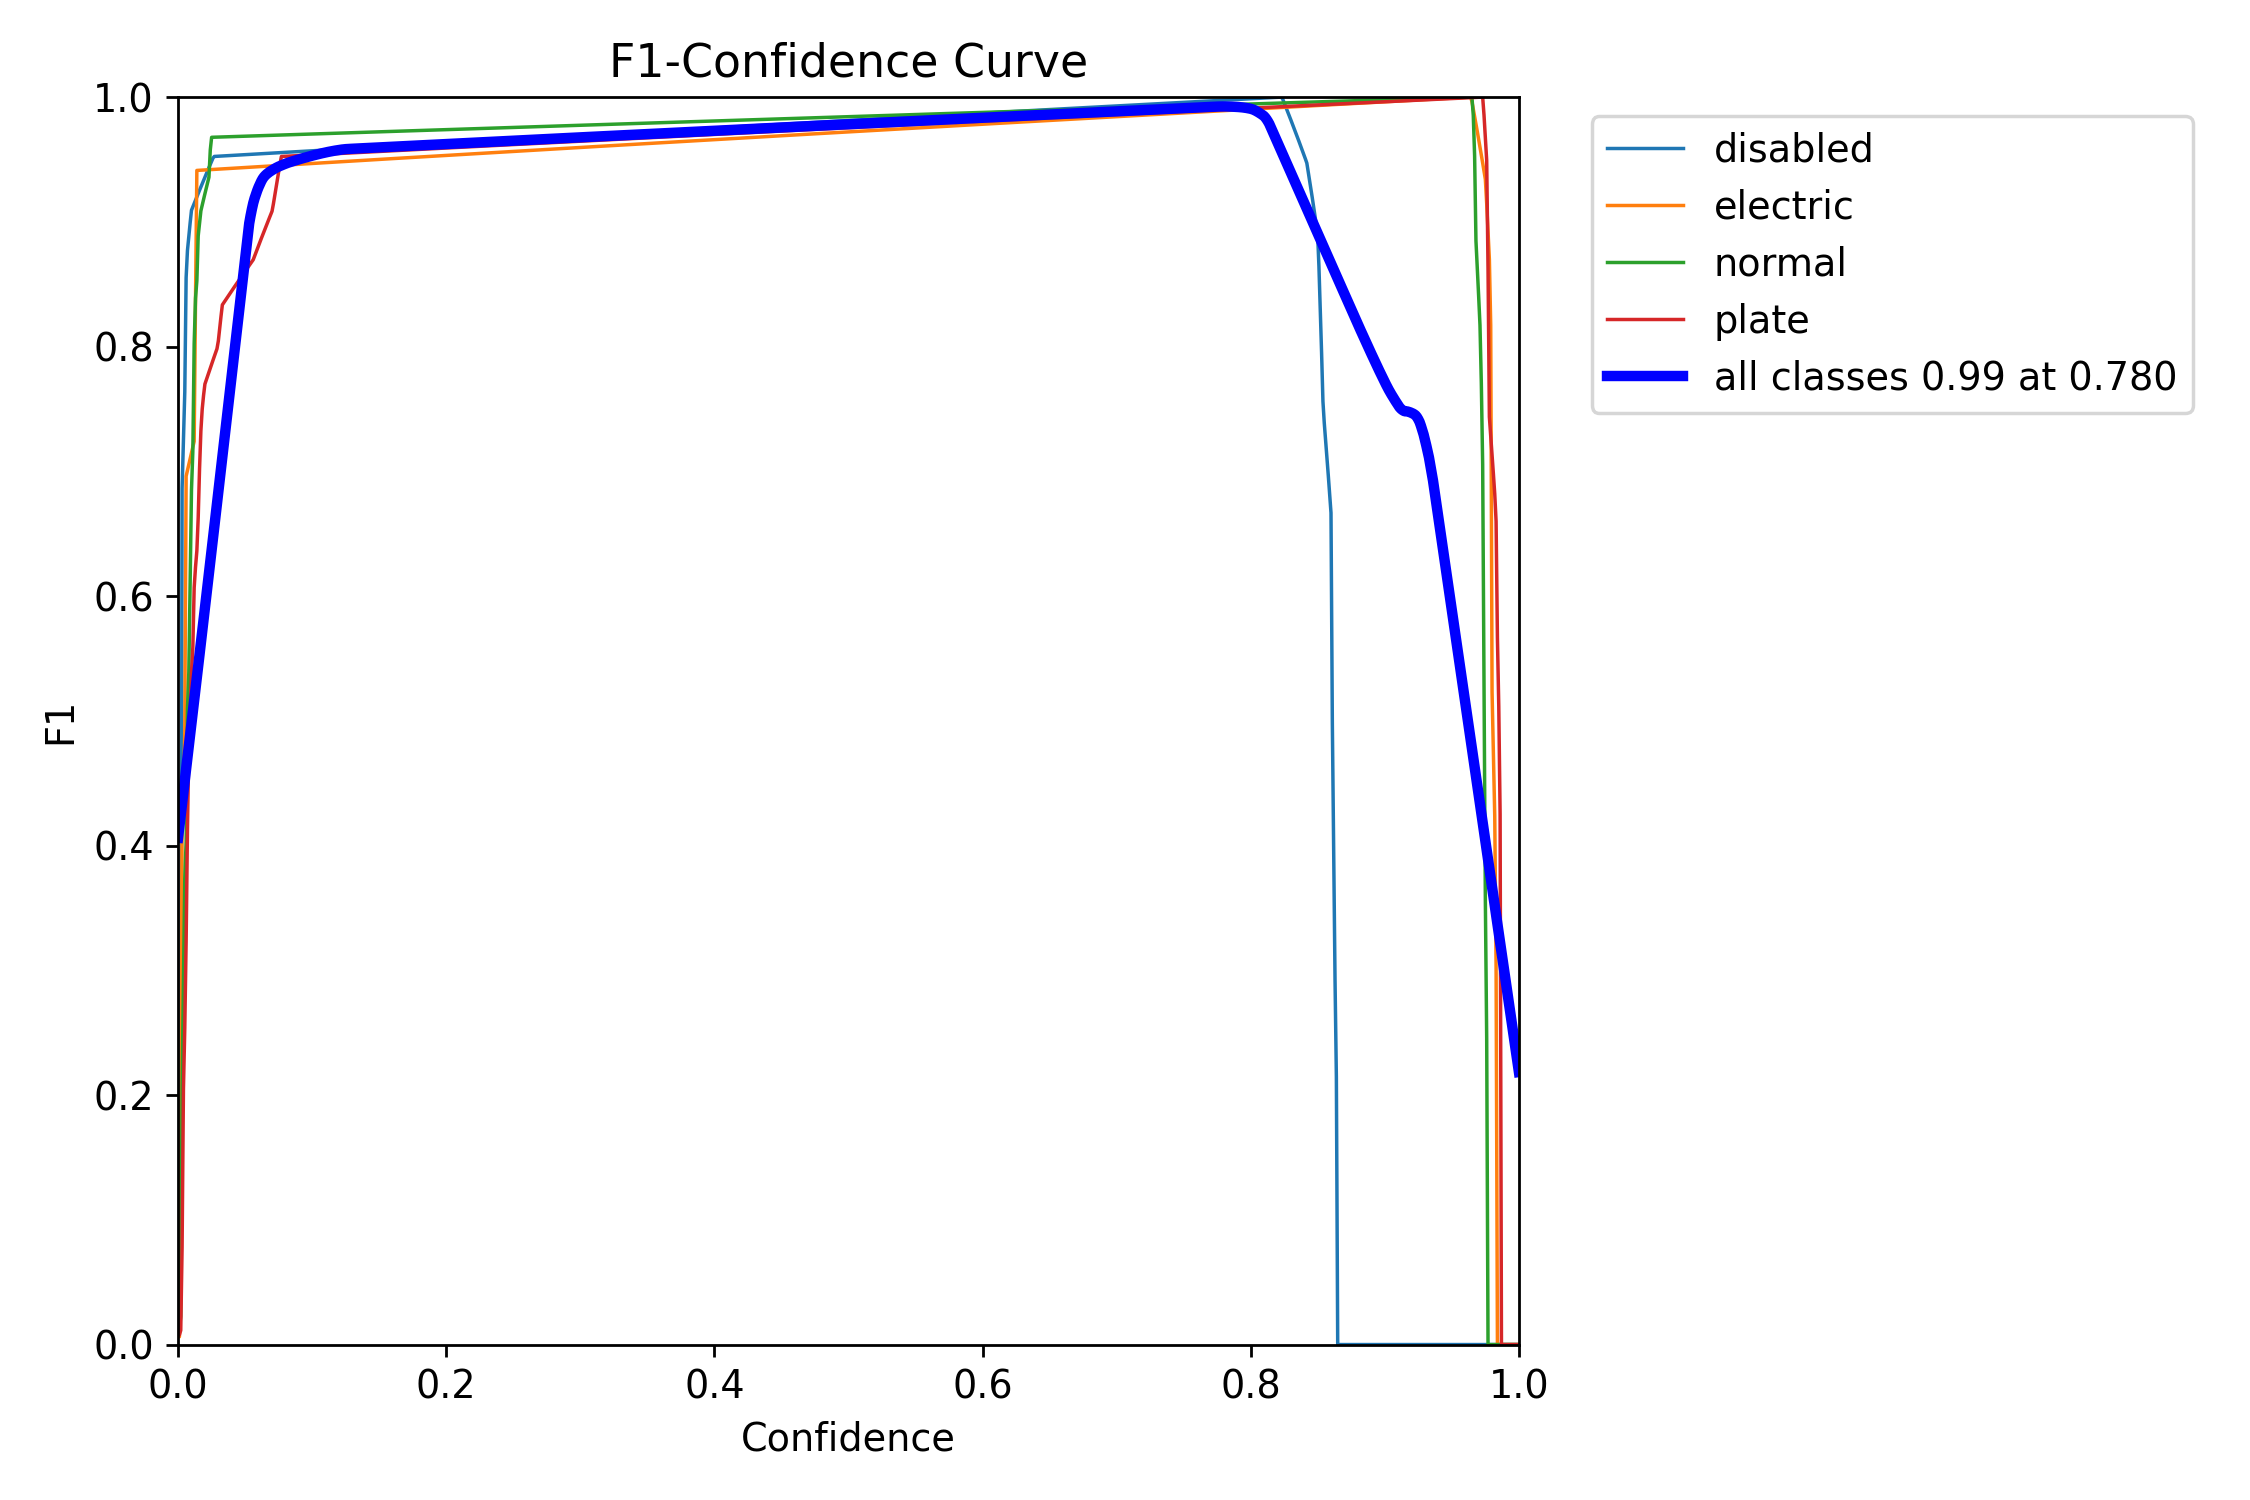 F1-Confidence Curve
1.0
0.8
0.6
0.4
0.2
0.0
F1
0.0 0.2 0.4 0.6 0.8 1.0
Confidence
disabled
electric
normal
plate
all classes 0.99 at 0.780